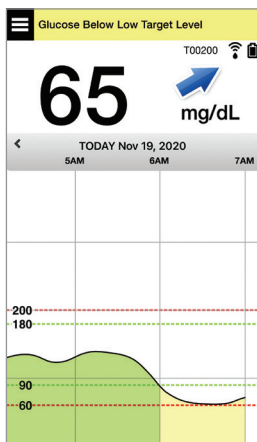 Glucose Below Low Target Level
T00200
65
mg/dL
TODAY Nov 19, 2020
5AM 6AM 7AM
200
180
90
60